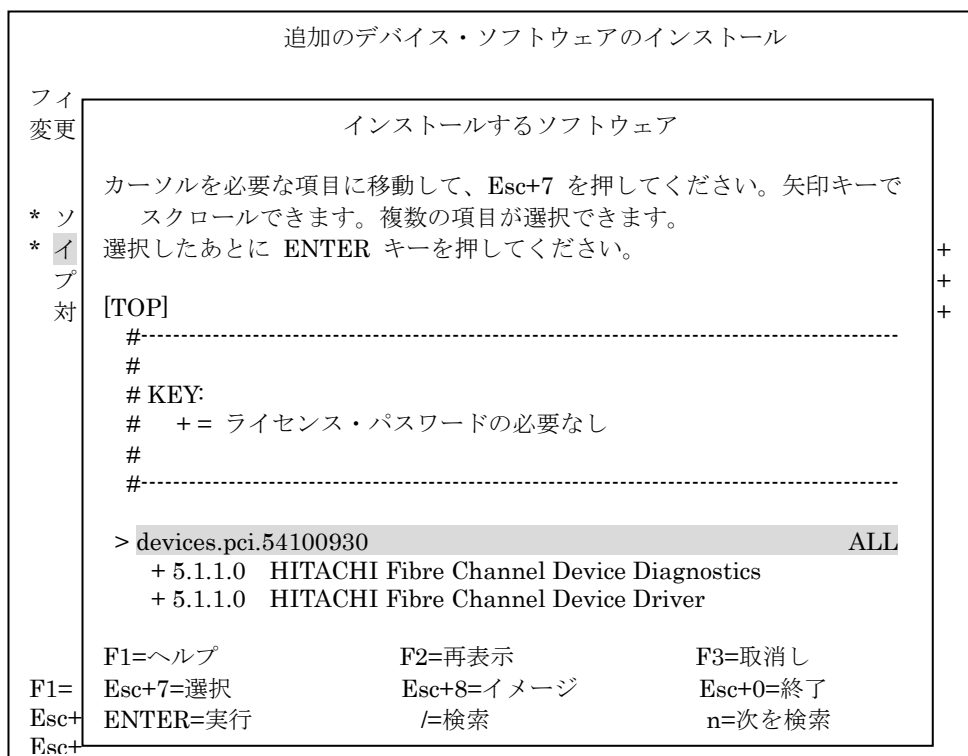 追加のデバイス・ソフトウェアのインストール
フィ
変更
インストールするソフトウェア
カーソルを必要な項目に移動して、Esc+7 を押してください。矢印キーで
* ソ
スクロールできます。複数の項目が選択できます。
* イ
選択したあとに ENTER キーを押してください。
+
プ
+
対
[TOP]
+
#--------------------------------------------------------------------------------
#
# KEY:
# + = ライセンス・パスワードの必要なし
#
#--------------------------------------------------------------------------------
> devices.pci.54100930 ALL
+ 5.1.1.0 HITACHI Fibre Channel Device Diagnostics
+ 5.1.1.0 HITACHI Fibre Channel Device Driver
F1=ヘルプ F2=再表示 F3=取消し
F1=
Esc+7=選択 Esc+8=イメージ Esc+0=終了
Esc+
ENTER=実行 /=検索 n=次を検索
Esc+